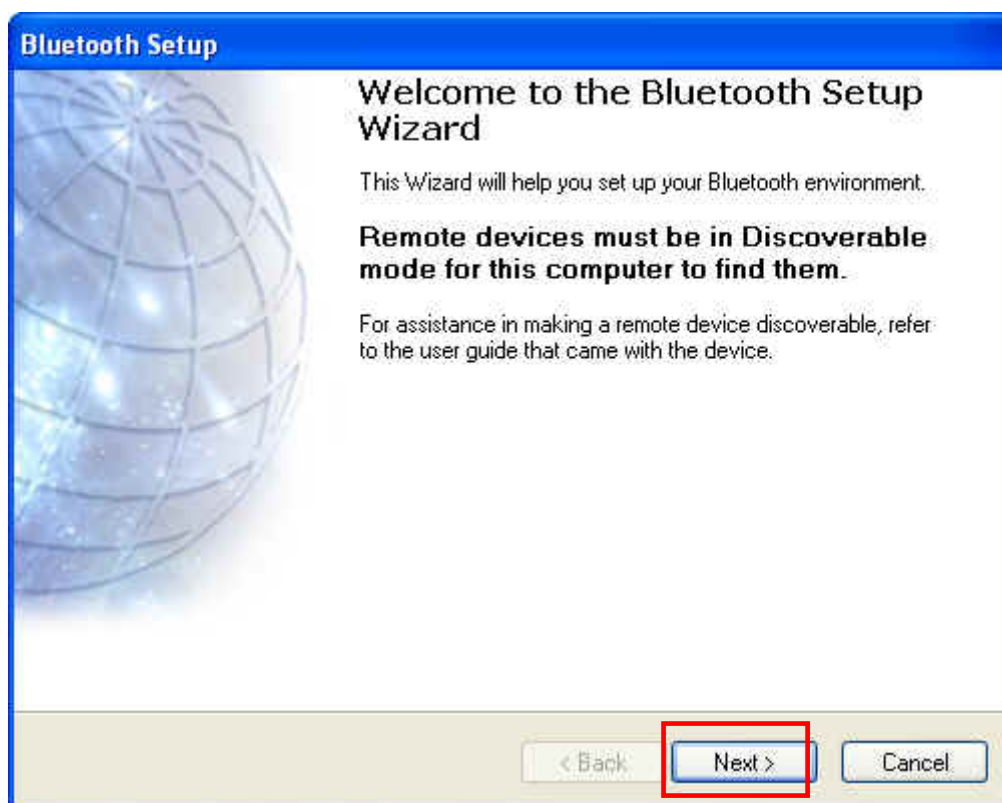 Bluetooth Setup
Welcome to the Bluetooth Setup
Wizard
This Wizard will help you set up your Bluetooth environment.
Remote devices must be in Discoverable
mode for this computer to find them.
For assistance in making a remote device discoverable, refer
to the user guide that came with the device.
< Back Next > Cancel